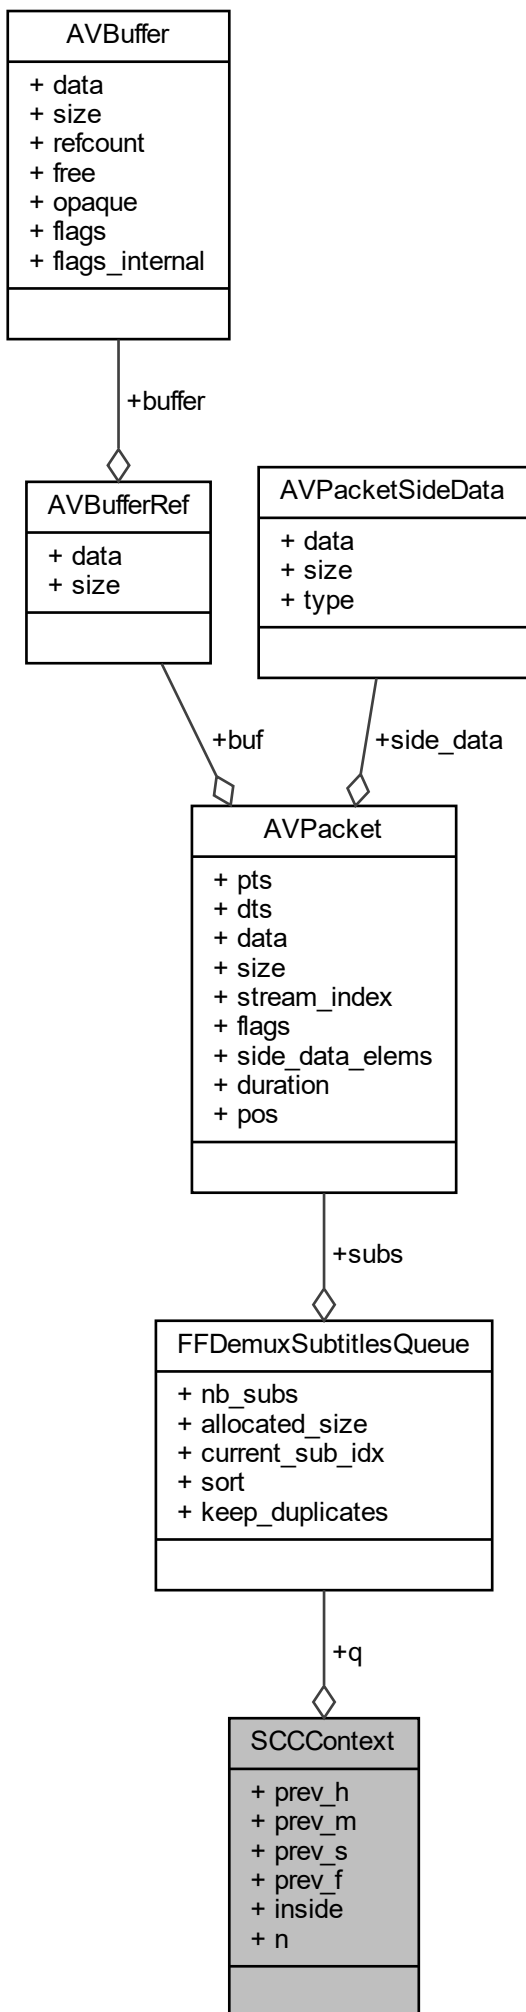 AVBuffer
+ data
+ size
+ refcount
+ free
+ opaque
+ flags
+ flags_internal
+buffer
AVBufferRef
+ data
+ size
AVPacketSideData
+ data
+ size
+ type
+buf
+side_data
AVPacket
+ pts
+ dts
+ data
+ size
+ stream_index
+ flags
+ side_data_elems
+ duration
+ pos
+subs
FFDemuxSubtitlesQueue
+ nb_subs
+ allocated_size
+ current_sub_idx
+ sort
+ keep_duplicates
+q
SCCContext
+ prev_h
+ prev_m
+ prev_s
+ prev_f
+ inside
+ n